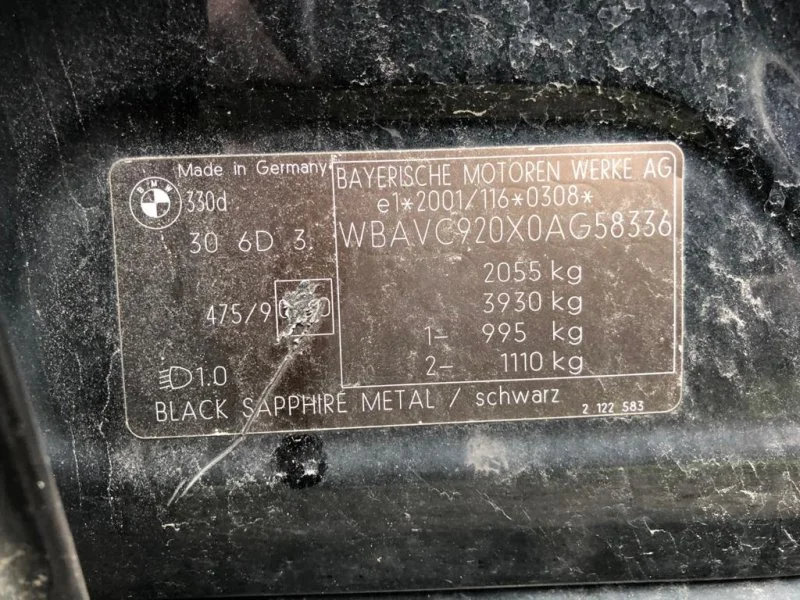 Made in Germany
BMW
330d
30 6D 3
475/9
1.0
BAYERISCHE MOTOREN WERKE AG
e1*2001/116*0308*
WBAVC920X0AG58336
2055 kg
3930 kg
1- 995 kg
2- 1110 kg
BLACK SAPPHIRE METAL / schwarz
2 122 583